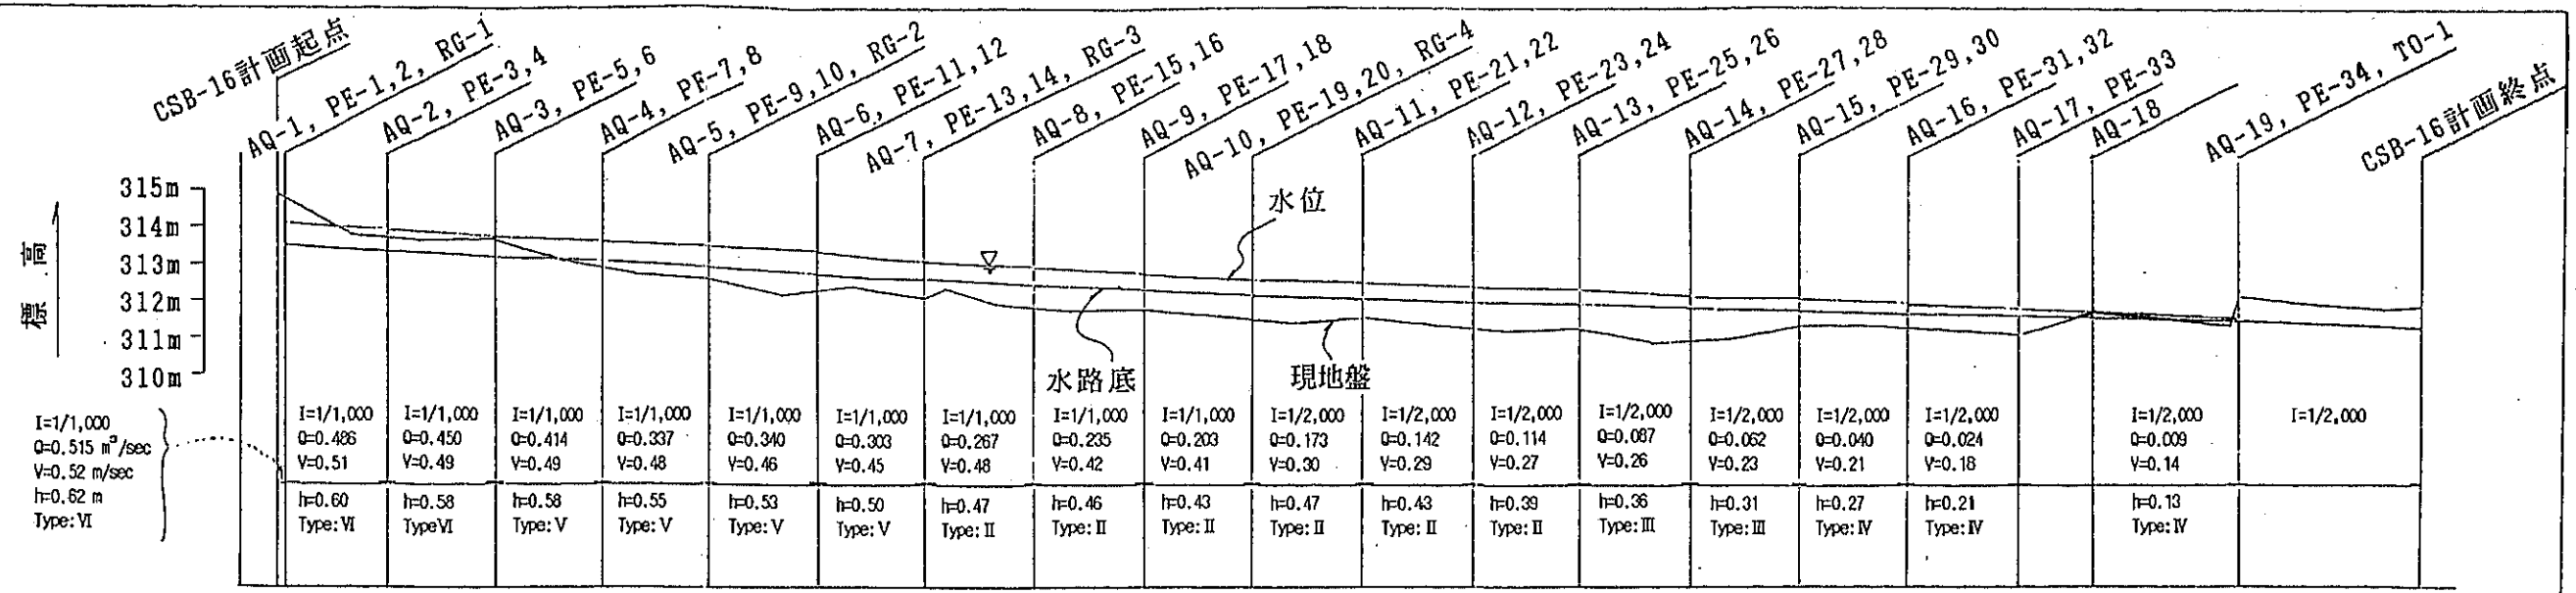 CSB-16計画起点
AQ-1, PE-1,2, RG-1
AQ-2, PE-3,4
AQ-3, PE-5,6
AQ-4, PE-7,8
AQ-5, PE-9,10, RG-2
AQ-6, PE-11,12
AQ-7, PE-13,14, RG-3
AQ-8, PE-15,16
AQ-9, PE-17,18
AQ-10, PE-19,20, RG-4
AQ-11, PE-21,22
AQ-12, PE-23,24
AQ-13, PE-25,26
AQ-14, PE-27,28
AQ-15, PE-29,30
AQ-16, PE-31,32
AQ-17, PE-33
AQ-18
AQ-19, PE-34, TO-1
CSB-16計画終点
標高
315m
314m
313m
312m
311m
310m
水位
水路底
現地盤
I=1/1,000
Q=0.515 m³/sec
V=0.52 m/sec
h=0.62 m
Type:Ⅵ
I=1/1,000
Q=0.486
V=0.51
h=0.60
Type:Ⅵ
I=1/1,000
Q=0.450
V=0.49
h=0.58
TypeⅥ
I=1/1,000
Q=0.414
V=0.49
h=0.58
Type:Ⅴ
I=1/1,000
Q=0.337
V=0.48
h=0.55
Type:Ⅴ
I=1/1,000
Q=0.340
V=0.46
h=0.53
Type:Ⅴ
I=1/1,000
Q=0.303
V=0.45
h=0.50
Type:Ⅴ
I=1/1,000
Q=0.267
V=0.48
h=0.47
Type:Ⅱ
I=1/1,000
Q=0.235
V=0.42
h=0.46
Type:Ⅱ
I=1/1,000
Q=0.203
V=0.41
h=0.43
Type:Ⅱ
I=1/2,000
Q=0.173
V=0.30
h=0.47
Type:Ⅱ
I=1/2,000
Q=0.142
V=0.29
h=0.43
Type:Ⅱ
I=1/2,000
Q=0.114
V=0.27
h=0.39
Type:Ⅱ
I=1/2,000
Q=0.087
V=0.26
h=0.36
Type:Ⅲ
I=1/2,000
Q=0.062
V=0.23
h=0.31
Type:Ⅲ
I=1/2,000
Q=0.040
V=0.21
h=0.27
Type:Ⅳ
I=1/2,000
Q=0.024
V=0.18
h=0.21
Type:Ⅳ
I=1/2,000
Q=0.009
V=0.14
h=0.13
Type:Ⅳ
I=1/2,000